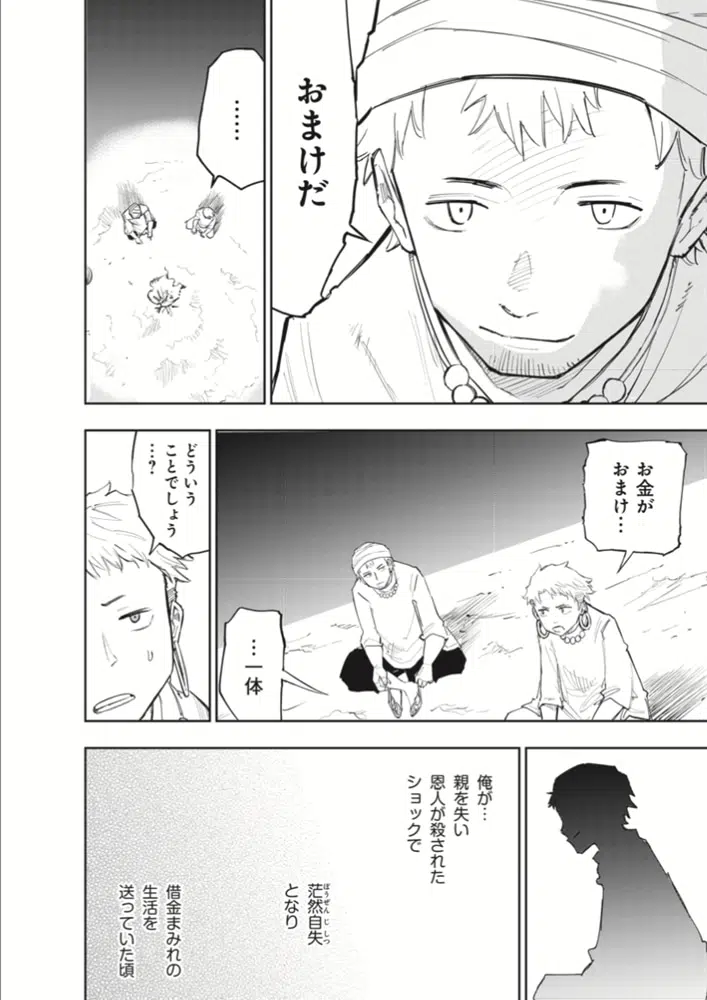 おまけだ
……
お金が
おまけ…
…一体
どういう
ことでしょう
…?
俺が…
親を失い
恩人が殺された
ショックで
茫然自失
ぼうぜんじしつ
となり
借金まみれの
生活を
送っていた頃